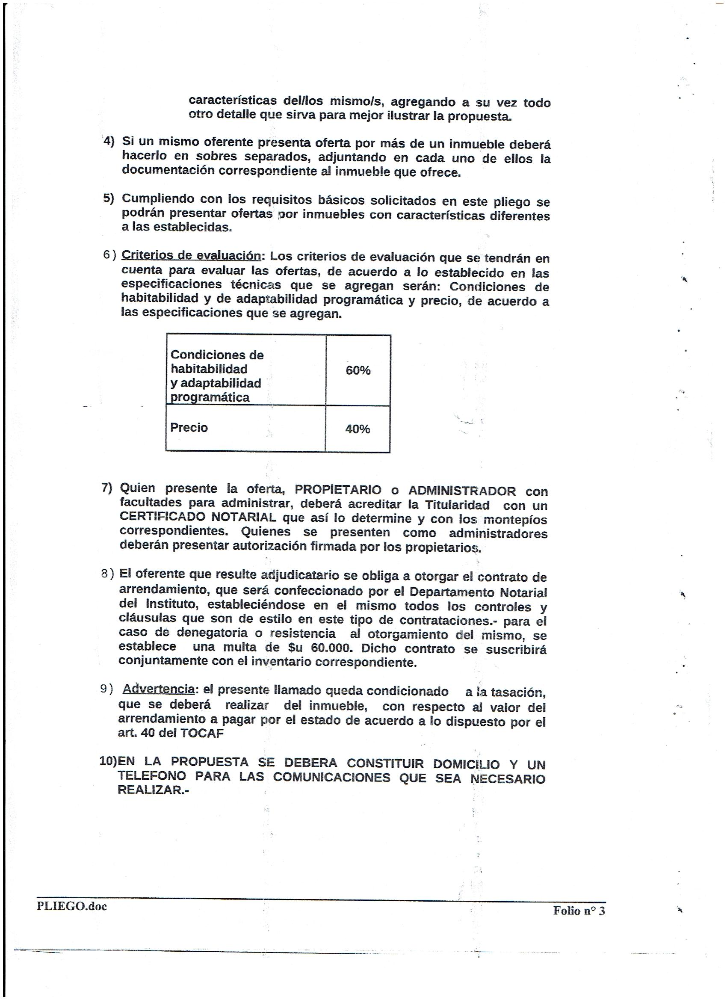 características del/los mismo/s, agregando a su vez todo
otro detalle que sirva para mejor ilustrar la propuesta.
4) Si un mismo oferente presenta oferta por más de un inmueble deberá
hacerlo en sobres separados, adjuntando en cada uno de ellos la
documentación correspondiente al inmueble que ofrece.
5) Cumpliendo con los requisitos básicos solicitados en este pliego se
podrán presentar ofertas por inmuebles con características diferentes
a las establecidas.
6) Criterios de evaluación: Los criterios de evaluación que se tendrán en
cuenta para evaluar las ofertas, de acuerdo a lo establecido en las
especificaciones técnicas que se agregan serán: Condiciones de
habitabilidad y de adaptabilidad programática y precio, de acuerdo a
las especificaciones que se agregan.
Condiciones de
habitabilidad
y adaptabilidad
programática
60%
Precio
40%
7) Quien presente la oferta, PROPIETARIO o ADMINISTRADOR con
facultades para administrar, deberá acreditar la Titularidad con un
CERTIFICADO NOTARIAL que así lo determine y con los montepíos
correspondientes. Quienes se presenten como administradores
deberán presentar autorización firmada por los propietarios.
8) El oferente que resulte adjudicatario se obliga a otorgar el contrato de
arrendamiento, que será confeccionado por el Departamento Notarial
del Instituto, estableciéndose en el mismo todos los controles y
cláusulas que son de estilo en este tipo de contrataciones.- para el
caso de denegatoria o resistencia al otorgamiento del mismo, se
establece una multa de $u 60.000. Dicho contrato se suscribirá
conjuntamente con el inventario correspondiente.
9) Advertencia: el presente llamado queda condicionado a la tasación,
que se deberá realizar del inmueble, con respecto al valor del
arrendamiento a pagar por el estado de acuerdo a lo dispuesto por el
art. 40 del TOCAF
10)EN LA PROPUESTA SE DEBERA CONSTITUIR DOMICILIO Y UN
TELEFONO PARA LAS COMUNICACIONES QUE SEA NECESARIO
REALIZAR.-
PLIEGO.doc
Folio n° 3